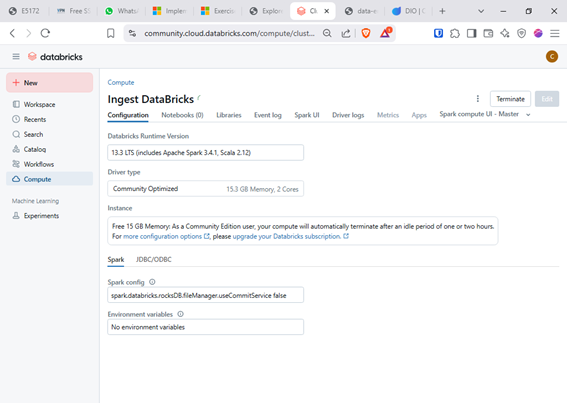 E5172
Free S
WhatsA
Implem
Exercis
Explore
Cl
data-e
DIO | C
community.cloud.databricks.com/compute/clust...
databricks
C
New
Workspace
Recents
Search
Catalog
Workflows
Compute
Machine Learning
Experiments
Compute
Ingest DataBricks
Terminate
Edit
Configuration Notebooks (0) Libraries Event log Spark UI Driver logs Metrics Apps Spark compute UI - Master
Databricks Runtime Version
13.3 LTS (includes Apache Spark 3.4.1, Scala 2.12)
Driver type
Community Optimized 15.3 GB Memory, 2 Cores
Instance
Free 15 GB Memory: As a Community Edition user, your compute will automatically terminate after an idle period of one or two hours.
For more configuration options, please upgrade your Databricks subscription.
Spark JDBC/ODBC
Spark config
spark.databricks.rocksDB.fileManager.useCommitService false
Environment variables
No environment variables